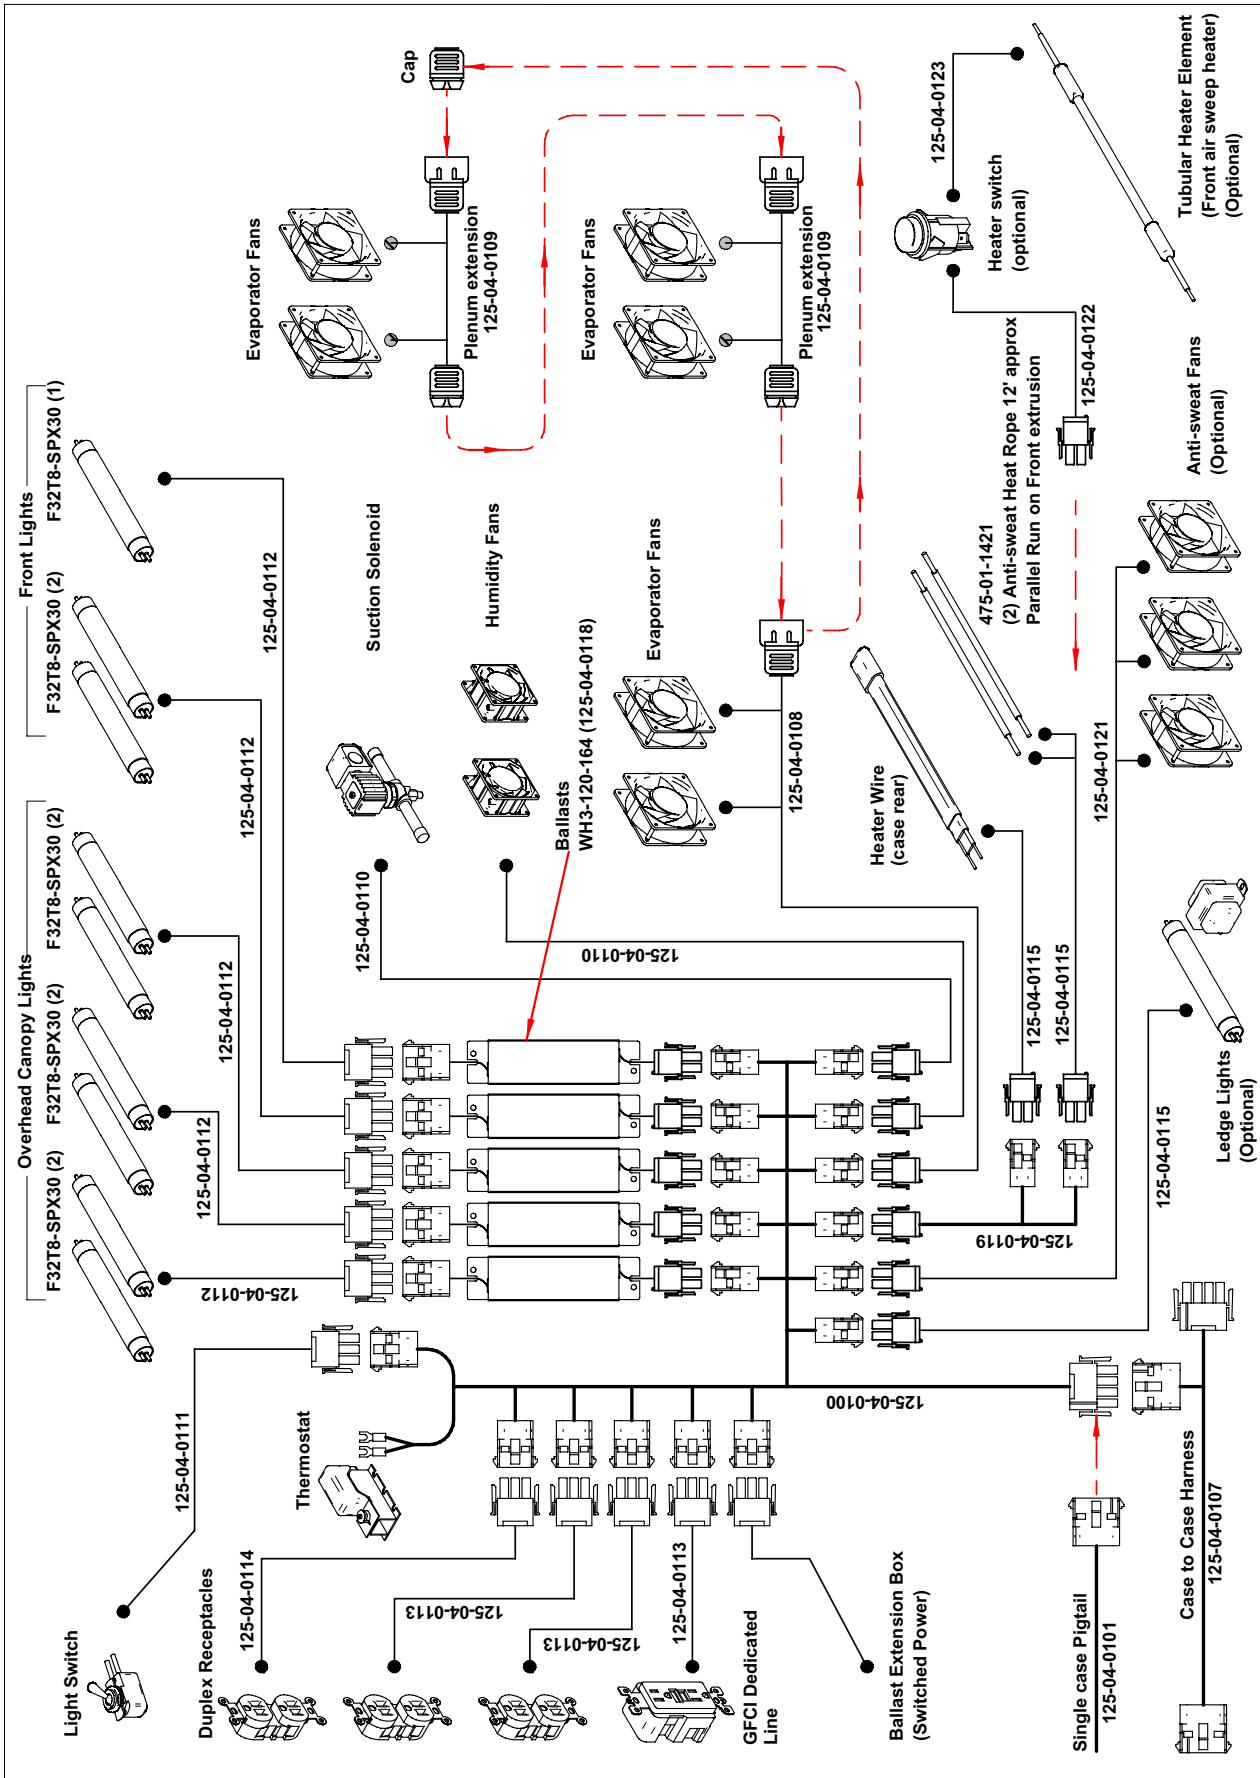 Overhead Canopy Lights
Front Lights
F32T8-SPX30 (2)
F32T8-SPX30 (2)
F32T8-SPX30 (2)
F32T8-SPX30 (2)
F32T8-SPX30 (1)
125-04-0112
125-04-0112
125-04-0112
125-04-0112
125-04-0112
Light Switch
125-04-0111
Thermostat
Duplex Receptacles
125-04-0114
125-04-0113
125-04-0113
GFCI Dedicated
Line
125-04-0113
Ballast Extension Box
(Switched Power)
Single case Pigtail
125-04-0101
Case to Case Harness
125-04-0107
125-04-0100
Suction Solenoid
125-04-0110
Humidity Fans
125-04-0110
Ballasts
WH3-120-164 (125-04-0118)
Evaporator Fans
125-04-0108
Evaporator Fans
Plenum extension
125-04-0109
Evaporator Fans
Plenum extension
125-04-0109
Cap
Heater Wire
(case rear)
125-04-0115
125-04-0115
125-04-0119
475-01-1421
(2) Anti-sweat Heat Rope 12' approx
Parallel Run on Front extrusion
125-04-0121
125-04-0122
Heater switch
(optional)
125-04-0123
Tubular Heater Element
(Front air sweep heater)
(Optional)
Anti-sweat Fans
(Optional)
Ledge Lights
(Optional)
125-04-0115